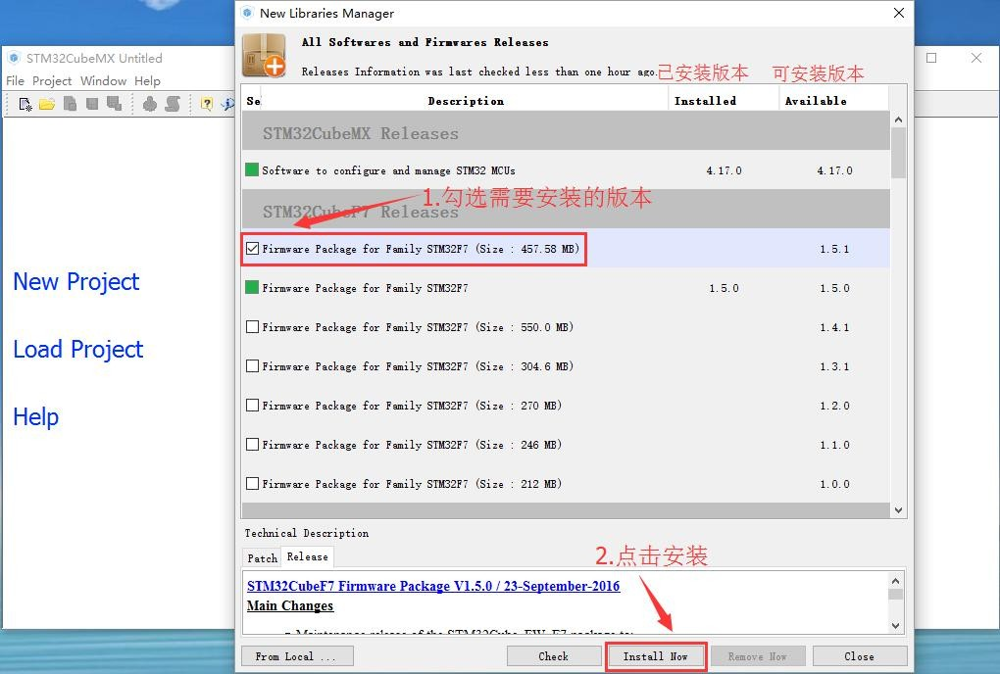 New Libraries Manager
All Softwares and Firmwares Releases
Releases Information was last checked less than one hour ago.
已安装版本 可安装版本
STM32CubeMX Untitled
File Project Window Help
Se Description Installed Available
STM32CubeMX Releases
Software to configure and manage STM32 MCUs 4.17.0 4.17.0
1.勾选需要安装的版本
STM32CubeF7 Releases
Firmware Package for Family STM32F7 (Size : 457.58 MB) 1.5.1
Firmware Package for Family STM32F7 1.5.0 1.5.0
Firmware Package for Family STM32F7 (Size : 550.0 MB) 1.4.1
Firmware Package for Family STM32F7 (Size : 304.6 MB) 1.3.1
Firmware Package for Family STM32F7 (Size : 270 MB) 1.2.0
Firmware Package for Family STM32F7 (Size : 246 MB) 1.1.0
Firmware Package for Family STM32F7 (Size : 212 MB) 1.0.0
New Project
Load Project
Help
Technical Description
Patch Release
2.点击安装
STM32CubeF7 Firmware Package V1.5.0 / 23-September-2016
Main Changes
From Local ... Check Install Now Remove Now Close